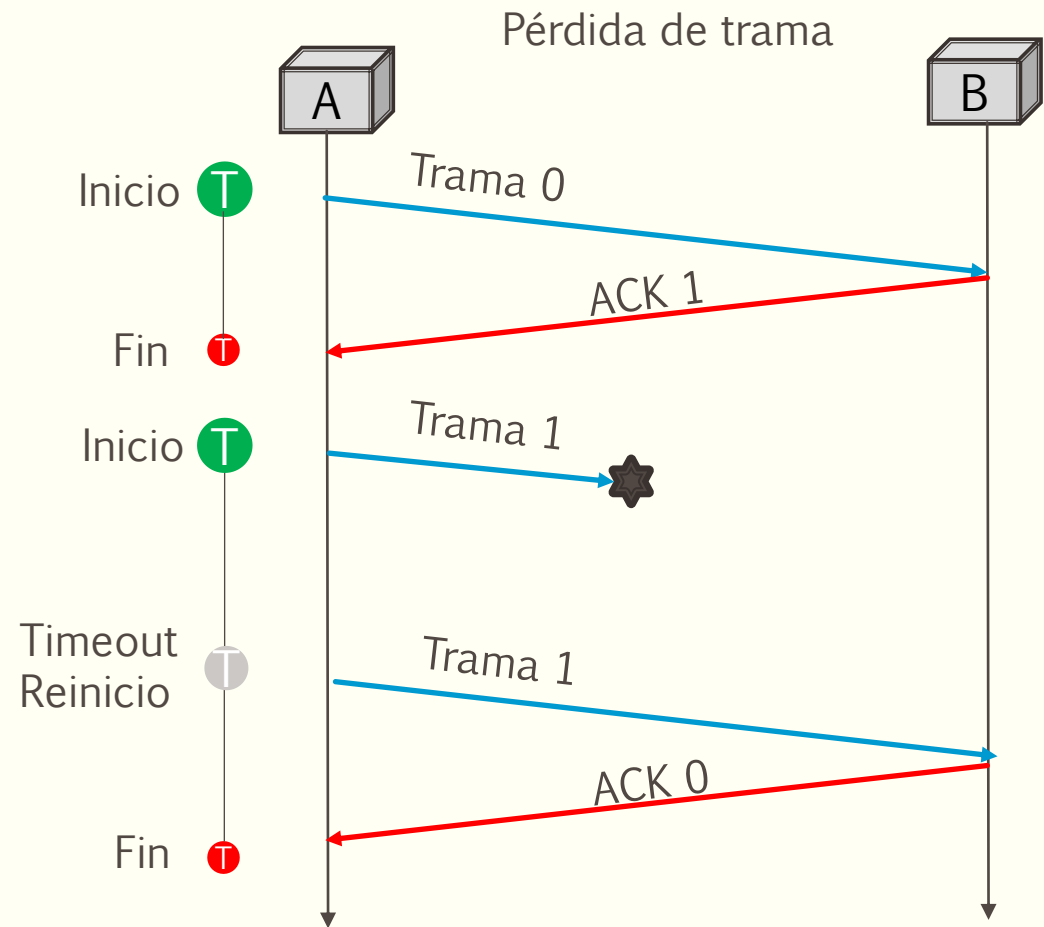 Pérdida de trama
A
B
Inicio
T
Trama 0
ACK 1
Fin
T
Inicio
T
Trama 1
Timeout
Reinicio
T
Trama 1
ACK 0
Fin
T